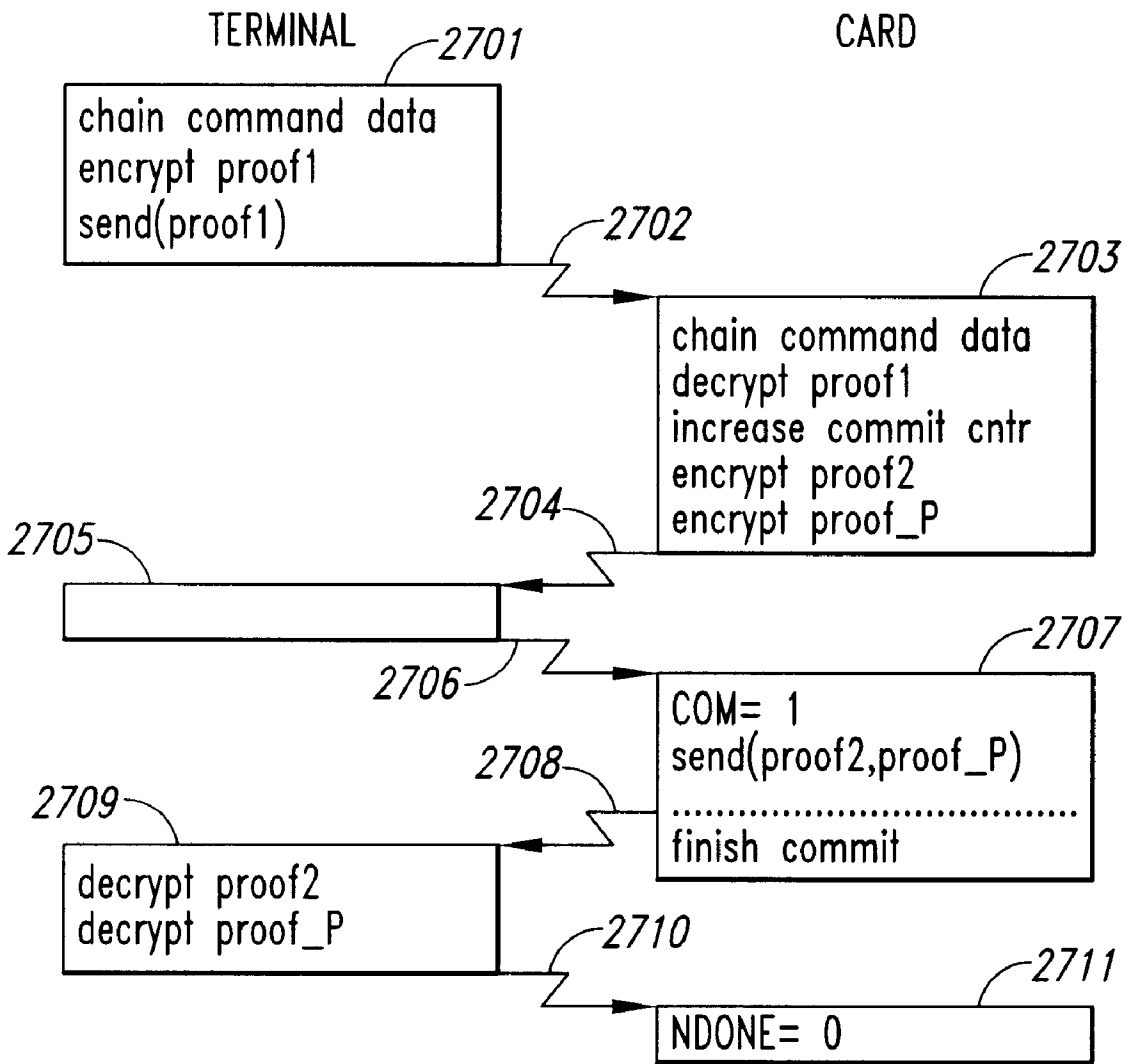 TERMINAL
CARD
2701
chain command data
encrypt proof1
send(proof1)
2702
2703
chain command data
decrypt proof1
increase commit cntr
encrypt proof2
encrypt proof_P
2704
2705
2706
2707
COM= 1
send(proof2,proof_P)
finish commit
2708
2709
decrypt proof2
decrypt proof_P
2710
2711
NDONE= 0